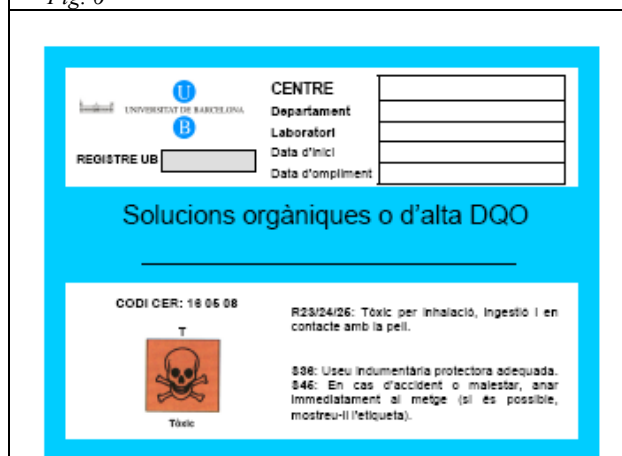 Fig. 6
U
UNIVERSITAT DE BARCELONA
B
REGISTRE UB
CENTRE
Departament
Laboratori
Data d'inici
Data d'ompliment
Solucions orgàniques o d'alta DQO
CODI CER: 16 05 08
T
Tòxic
R23/24/25: Tòxic per inhalació, ingestió i en
contacte amb la pell.
S36: Useu indumentària protectora adequada.
S45: En cas d'accident o malestar, anar
immediatament al metge (si és possible,
mostreu-li l'etiqueta).